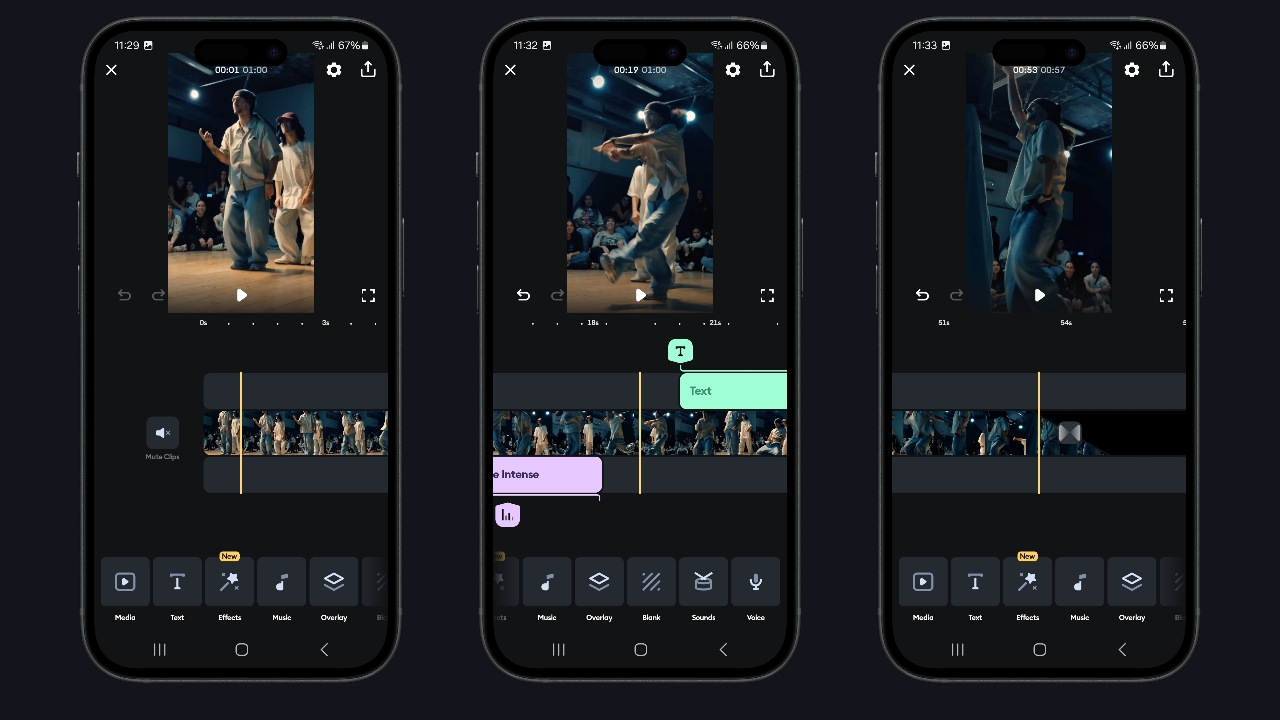 11:29 67%
00:01 01:00
0s 3s
Mute Clips
New
Media Text Effects Music Overlay
11:32 66%
00:19 01:00
18s 21s
T
Text
e Intense
Music Overlay Blank Sounds Voice
11:33 66%
00:53 00:57
51s 54s
New
Media Text Effects Music Overlay